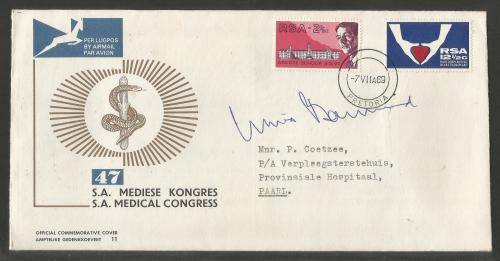 PER LUGPOS
BY AIRMAIL
PAR AVION
RSA · 2½c
RSA
12½c
-7 VII 69
PRETORIA
47
S.A. MEDIESE KONGRES
S.A. MEDICAL CONGRESS
OFFICIAL COMMEMORATIVE COVER
AMPTELIKE GEDENKKOEVERT 11
Mnr. P. Coetzee,
P/A Verpleegsterstehuis,
Provinsiale Hospitaal,
PAARL.